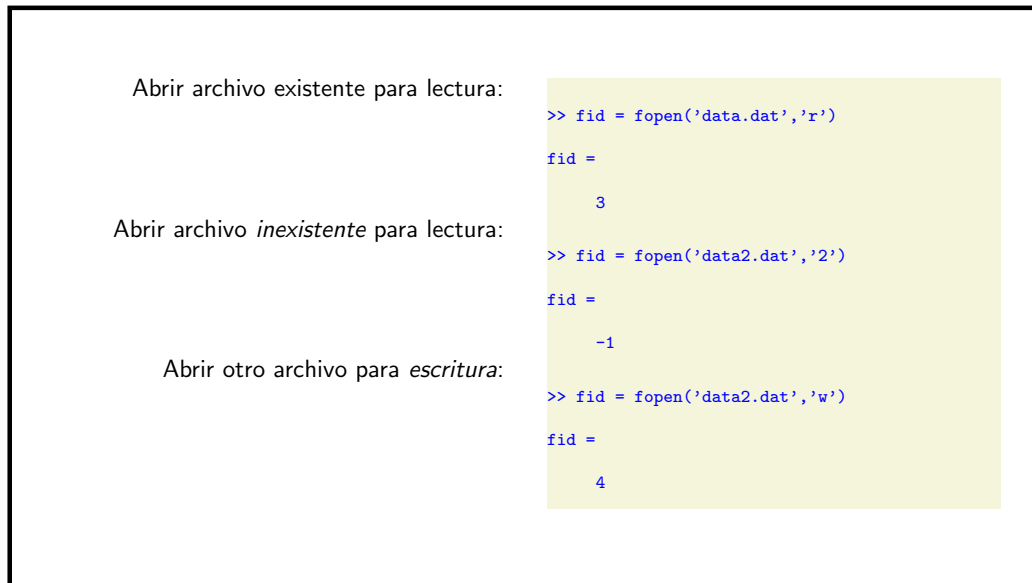 Abrir archivo existente para lectura:
>> fid = fopen('data.dat','r')
fid =
3
Abrir archivo inexistente para lectura:
>> fid = fopen('data2.dat','2')
fid =
-1
Abrir otro archivo para escritura:
>> fid = fopen('data2.dat','w')
fid =
4